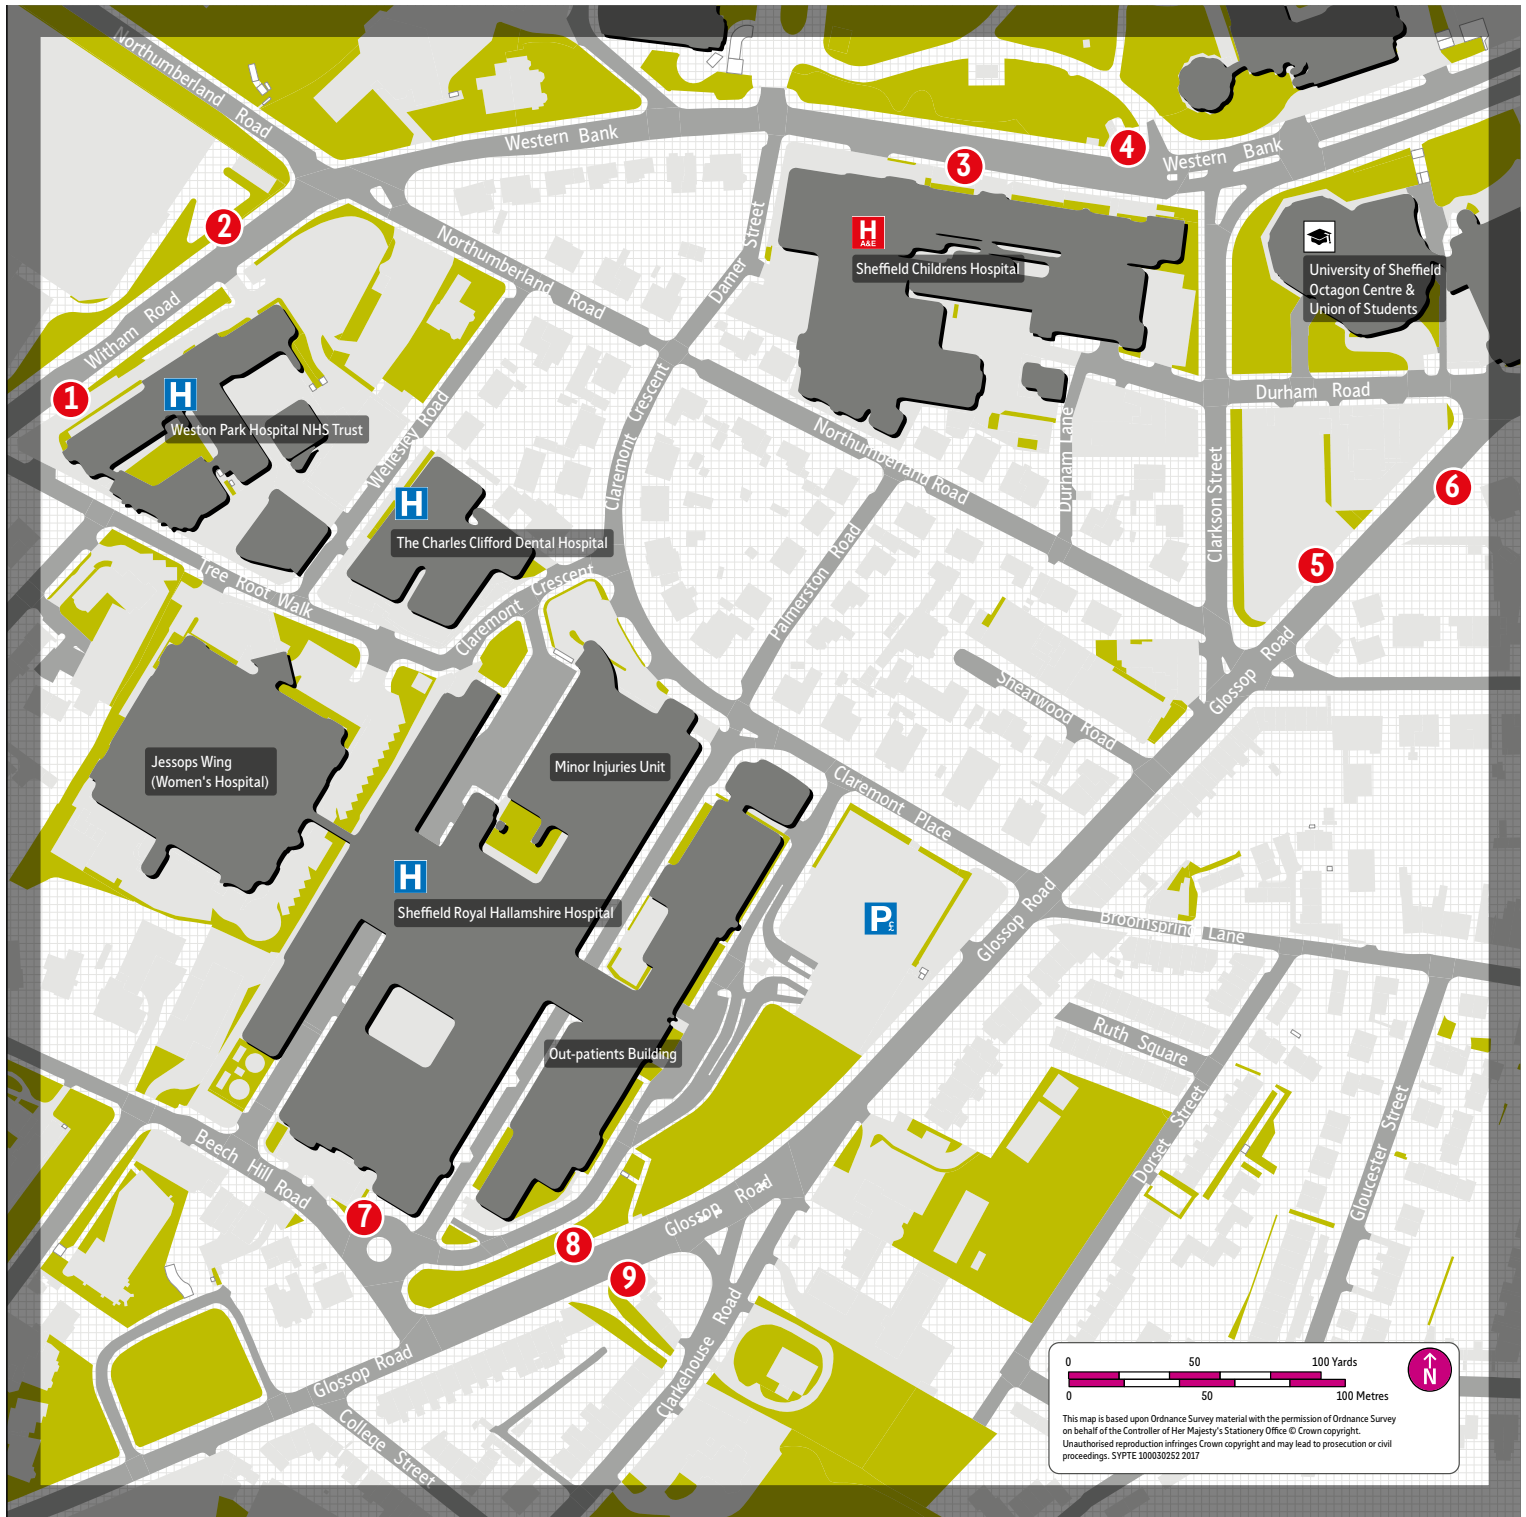 Northumberland Road
Western Bank
4
Western Bank
3
2
Northumberland Road
Damer Street
H
A&E
Sheffield Childrens Hospital
University of Sheffield
Octagon Centre &
Union of Students
Witham Road
1
H
Weston Park Hospital NHS Trust
Wellesley Road
Claremont Crescent
Northumberland Road
Durham Lane
Durham Road
Clarkson Street
6
5
H
The Charles Clifford Dental Hospital
Tree Root Walk
Claremont Crescent
Palmerston Road
Shearwood Road
Glossop Road
Jessops Wing
(Women's Hospital)
Minor Injuries Unit
Claremont Place
H
Sheffield Royal Hallamshire Hospital
P£
Glossop Road
Broomspring Lane
Ruth Square
Out-patients Building
Dorset Street
Gloucester Street
Beech Hill Road
7
8
9
Glossop Road
Clarkehouse Road
Glossop Road
College Street
0 50 100 Yards
0 50 100 Metres
N
This map is based upon Ordnance Survey material with the permission of Ordnance Survey
on behalf of the Controller of Her Majesty's Stationery Office © Crown copyright.
Unauthorised reproduction infringes Crown copyright and may lead to prosecution or civil
proceedings. SYPTE 100030252 2017